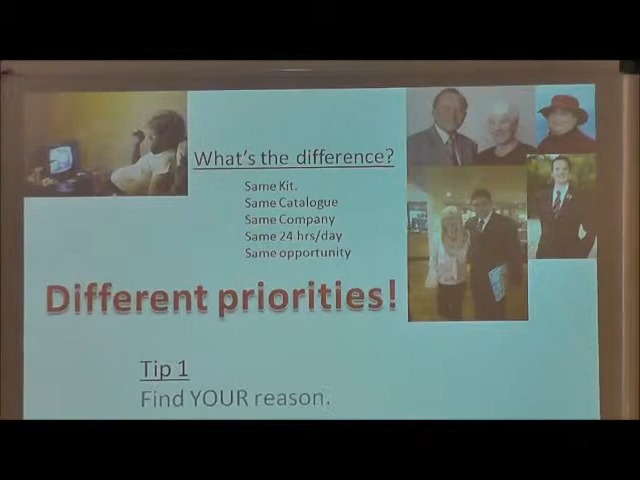 What's the difference?
Same Kit.
Same Catalogue
Same Company
Same 24 hrs/day
Same opportunity
Different priorities!
Tip 1
Find YOUR reason.